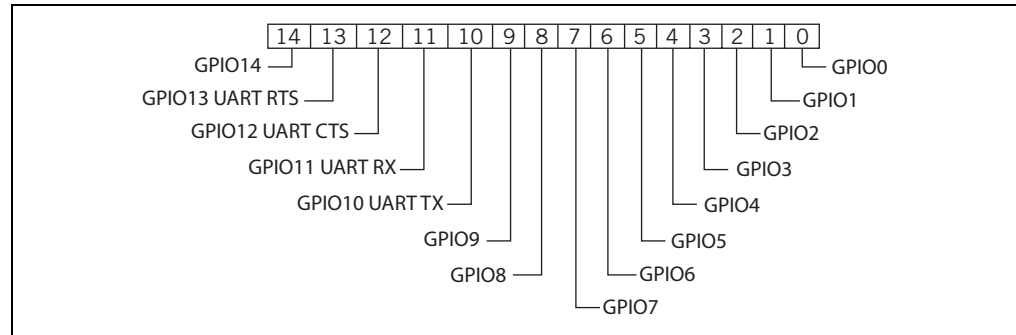 14 13 12 11 10 9 8 7 6 5 4 3 2 1 0
GPIO14
GPIO0
GPIO13 UART RTS
GPIO1
GPIO12 UART CTS
GPIO2
GPIO11 UART RX
GPIO3
GPIO10 UART TX
GPIO4
GPIO9
GPIO5
GPIO8
GPIO6
GPIO7